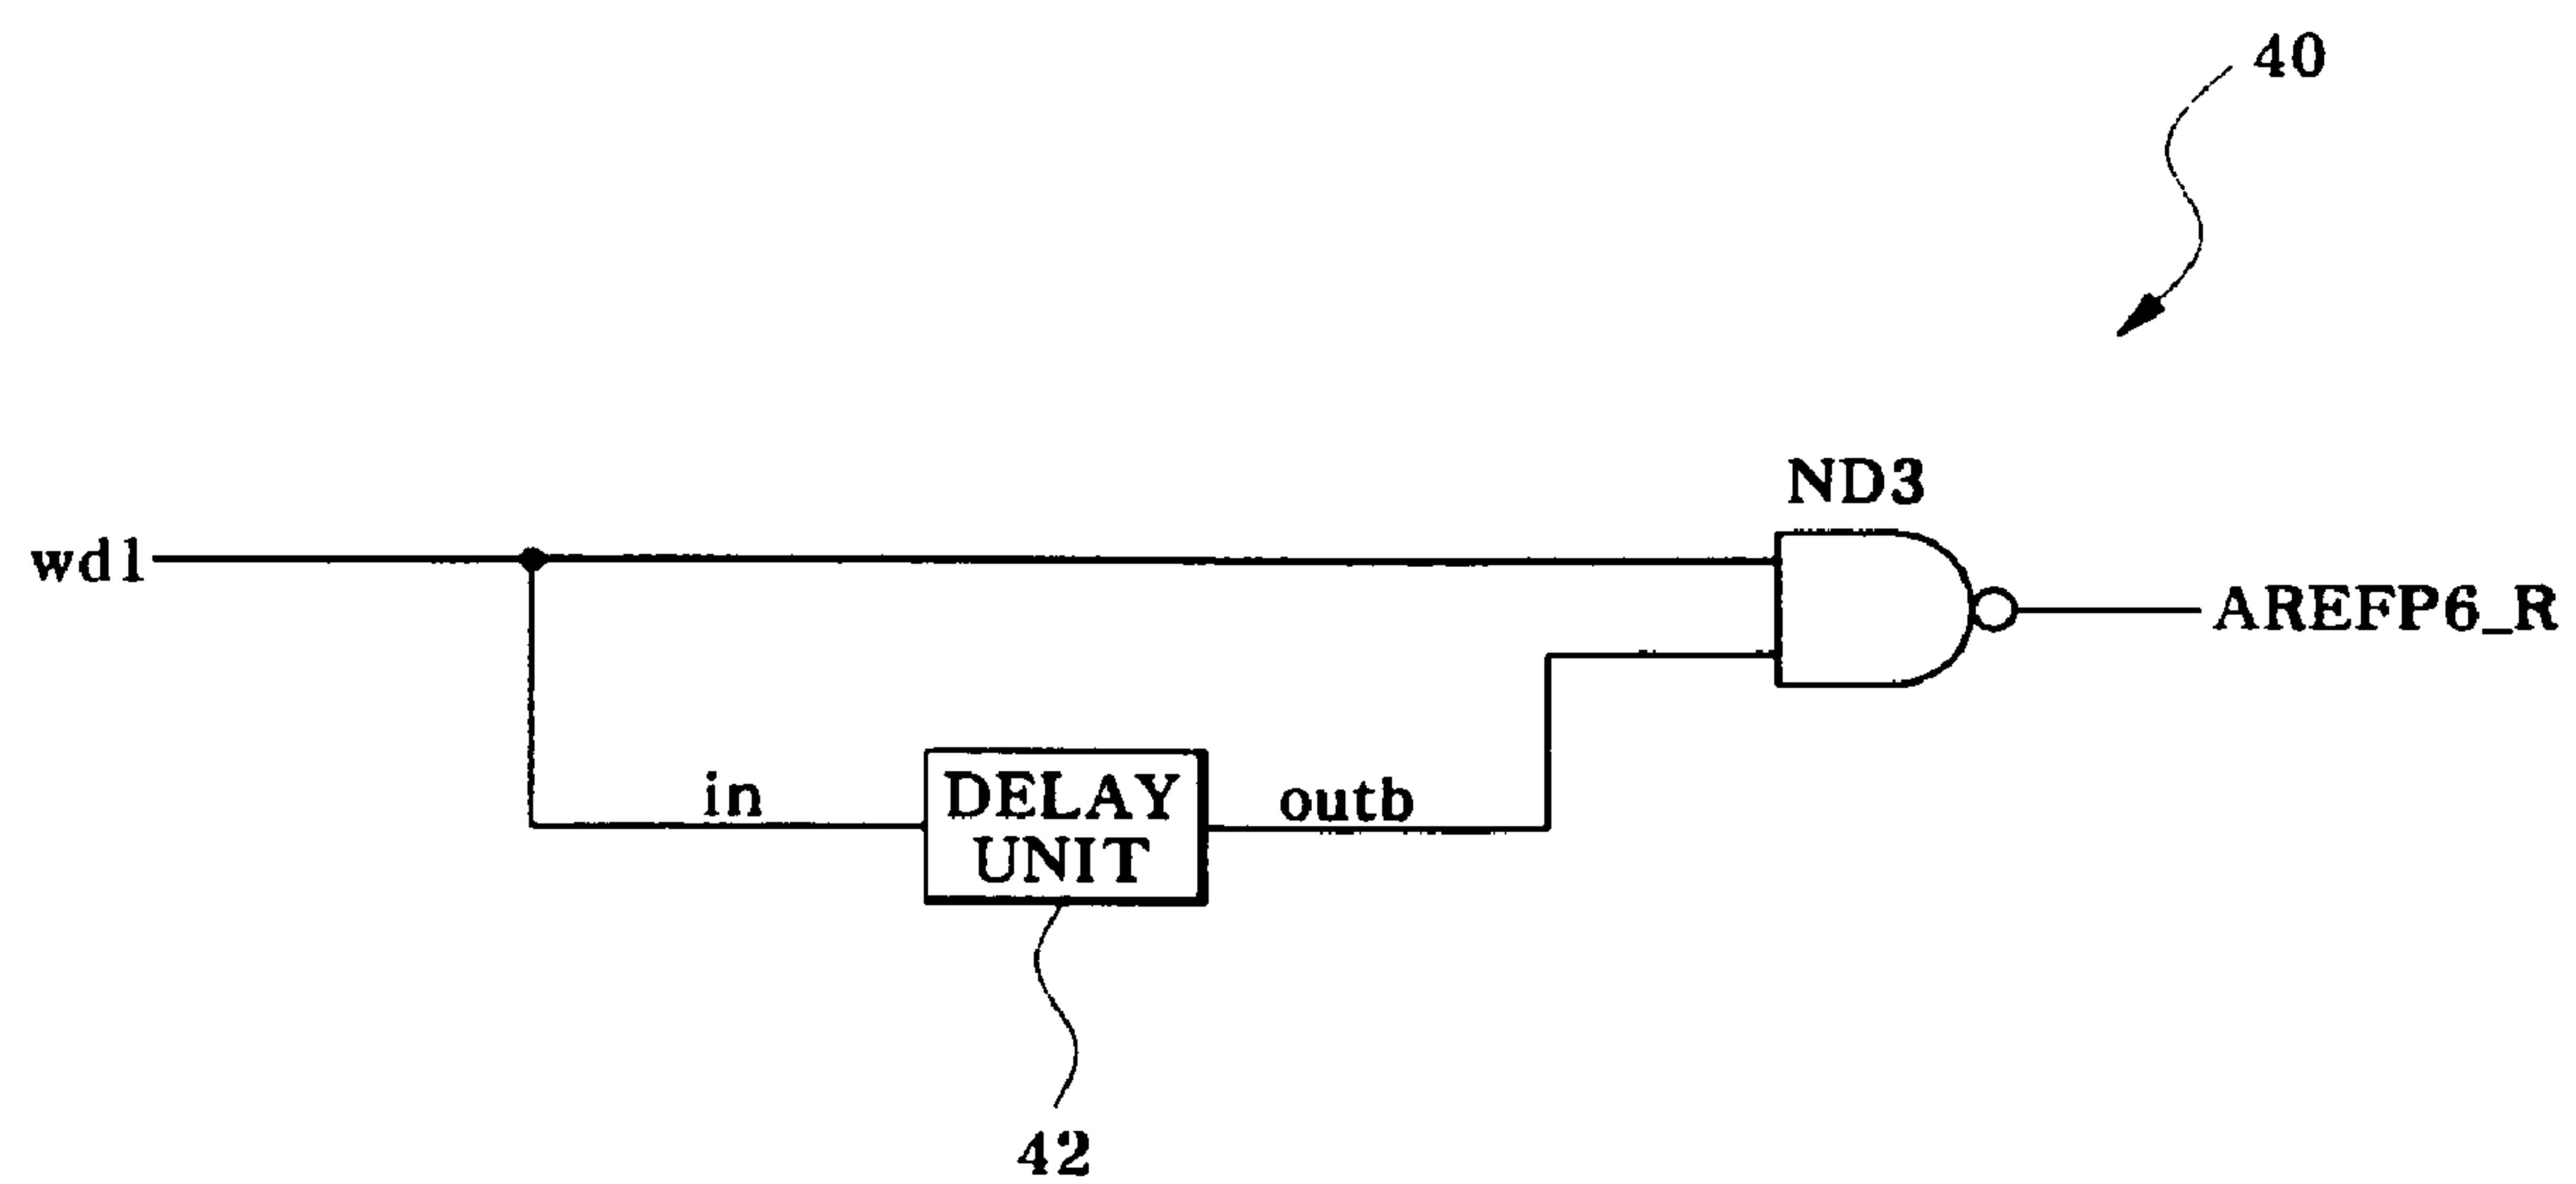 40
ND3
wd1
AREFP6_R
in
DELAY
UNIT
outb
42